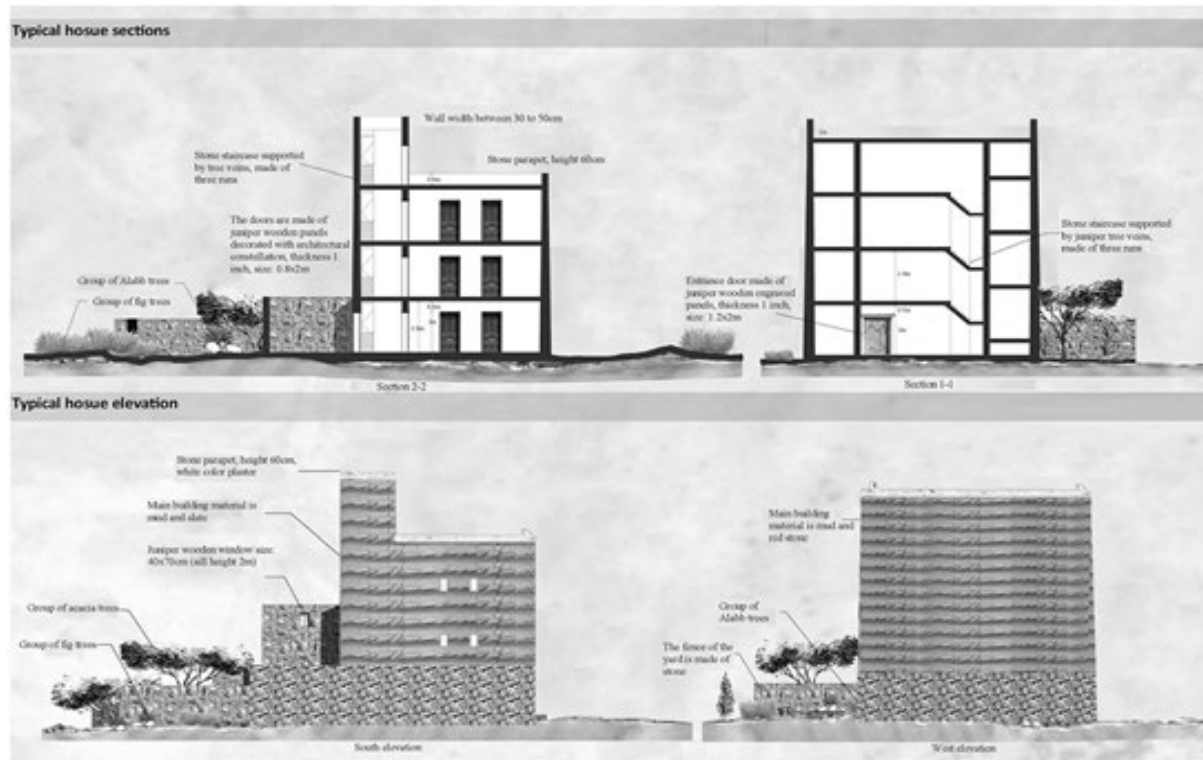 Typical hosue sections
Wall width between 30 to 50cm
Stone staircase supported
by tree veins, made of
three runs
Stone parapet, height 60cm
The doors are made of
juniper wooden panels
decorated with architectural
constellation, thickness 1
inch, size: 0.8x2m
Group of Alabb trees
Group of fig trees
Section 2-2
Stone staircase supported
by juniper tree veins,
made of three runs
Entrance door made of
juniper wooden engraved
panels, thickness 1 inch,
size: 1.2x2m
Section 1-1
Typical hosue elevation
Stone parapet, height 60cm,
white color plaster
Main building material is
mud and slate
Juniper wooden window size:
40x70cm (sill height 2m)
Group of acacia trees
Group of fig trees
South elevation
Main building
material is mud and
red stone
Group of
Alabb trees
The fence of the
yard is made of
stone
West elevation